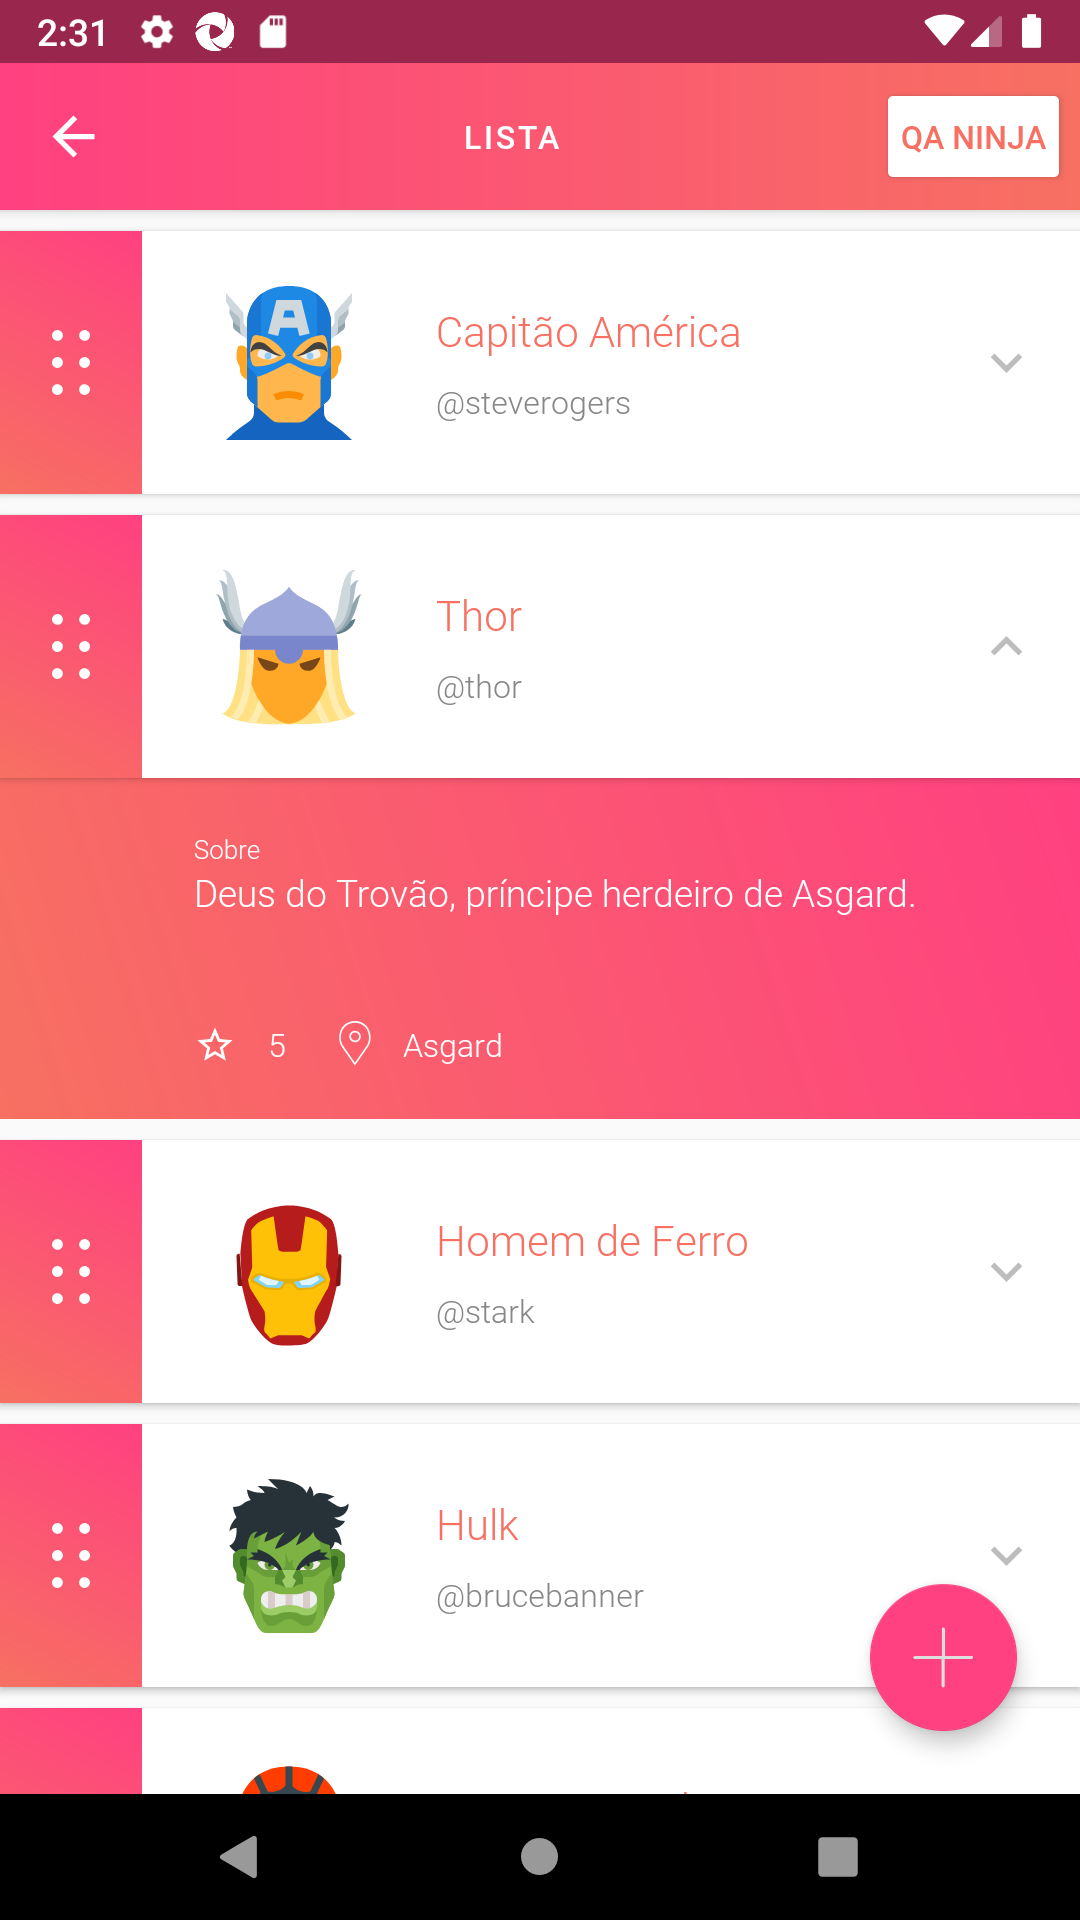 2:31
LISTA
QA NINJA
Capitão América
@steverogers
Thor
@thor
Sobre
Deus do Trovão, príncipe herdeiro de Asgard.
5
Asgard
Homem de Ferro
@stark
Hulk
@brucebanner